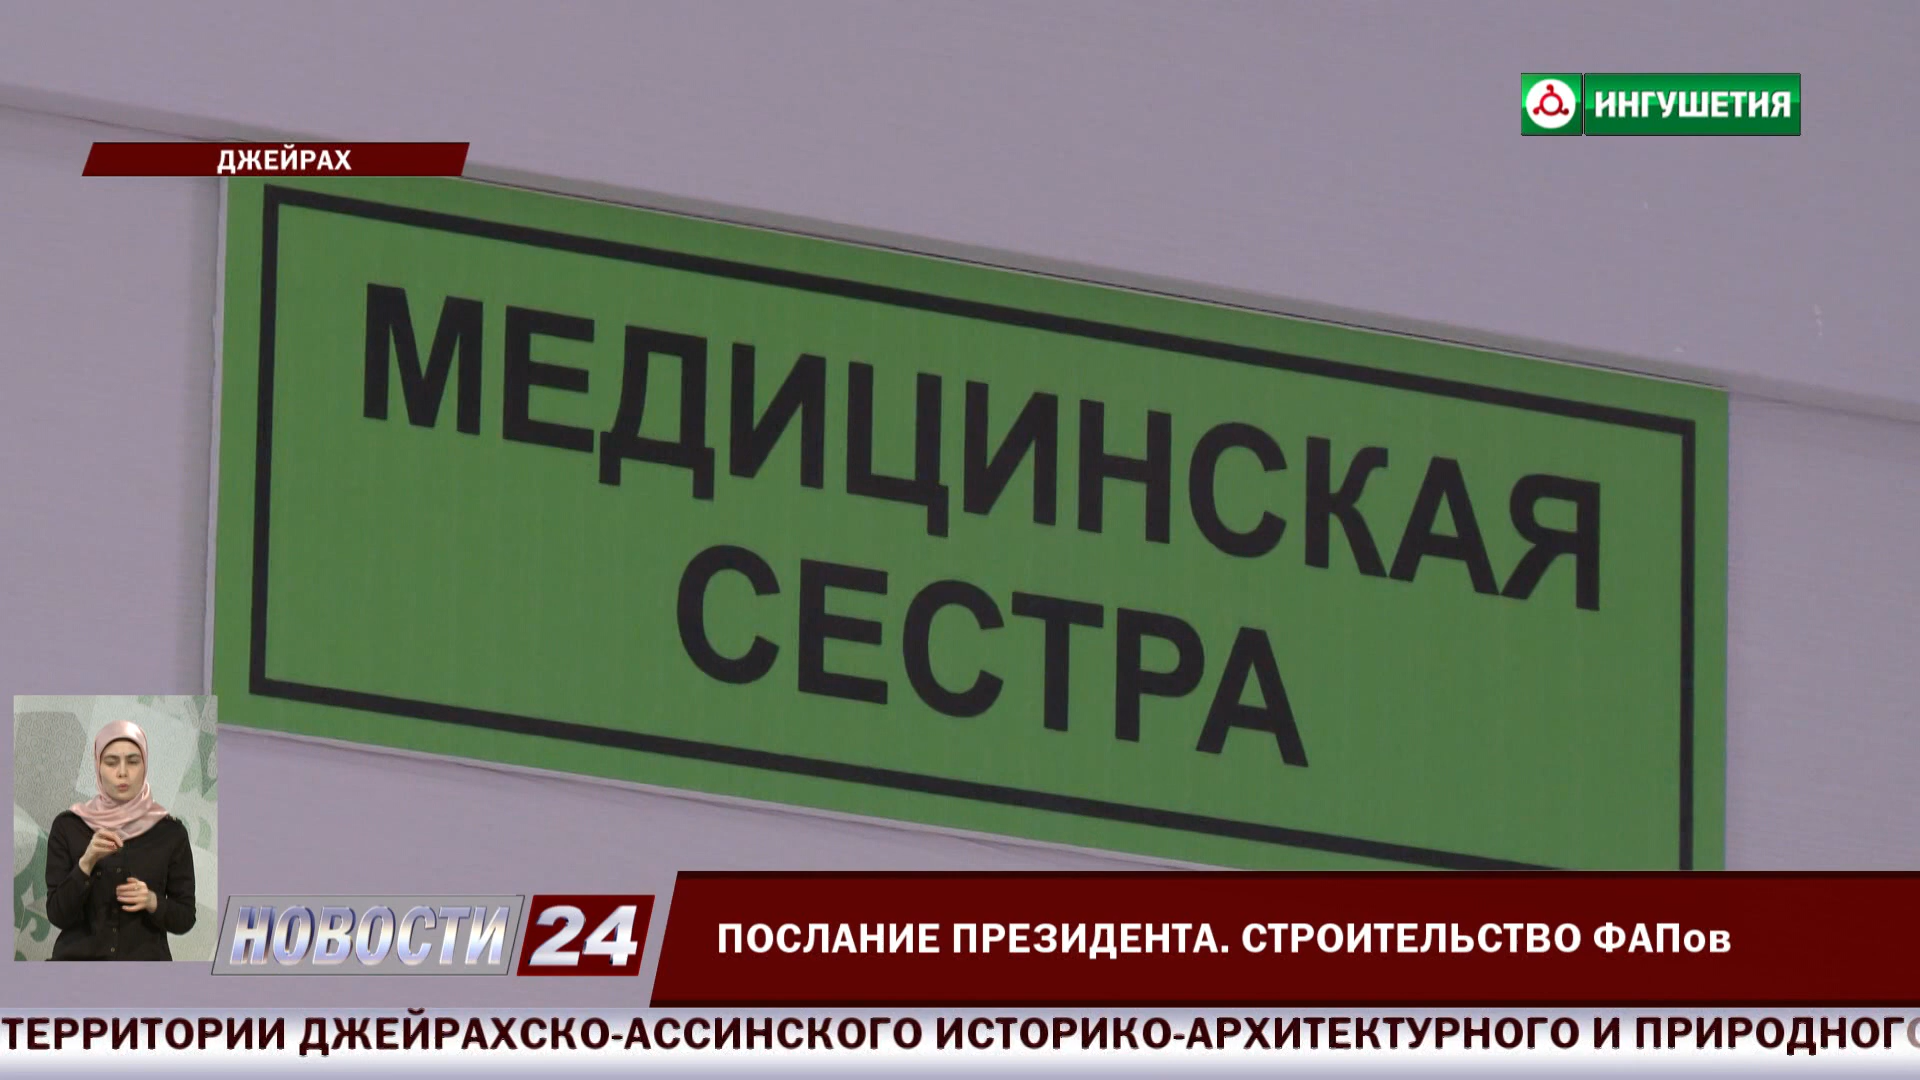 ИНГУШЕТИЯ
ДЖЕЙРАХ
МЕДИЦИНСКАЯ
СЕСТРА
НОВОСТИ 24
ПОСЛАНИЕ ПРЕЗИДЕНТА. СТРОИТЕЛЬСТВО ФАПов
ТЕРРИТОРИИ ДЖЕЙРАХСКО-АССИНСКОГО ИСТОРИКО-АРХИТЕКТУРНОГО И ПРИРОДНОГО